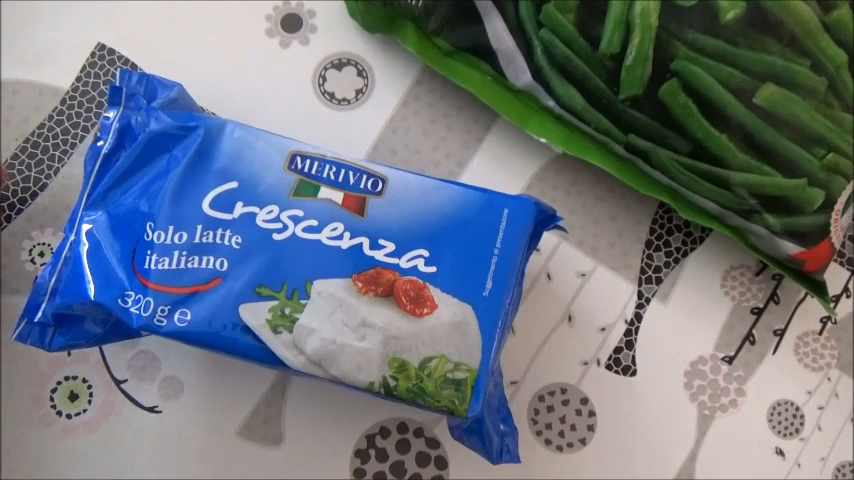 MERIVIO
Crescenza
Solo latte
italiano
320 g e
Suggerimento di presentazione